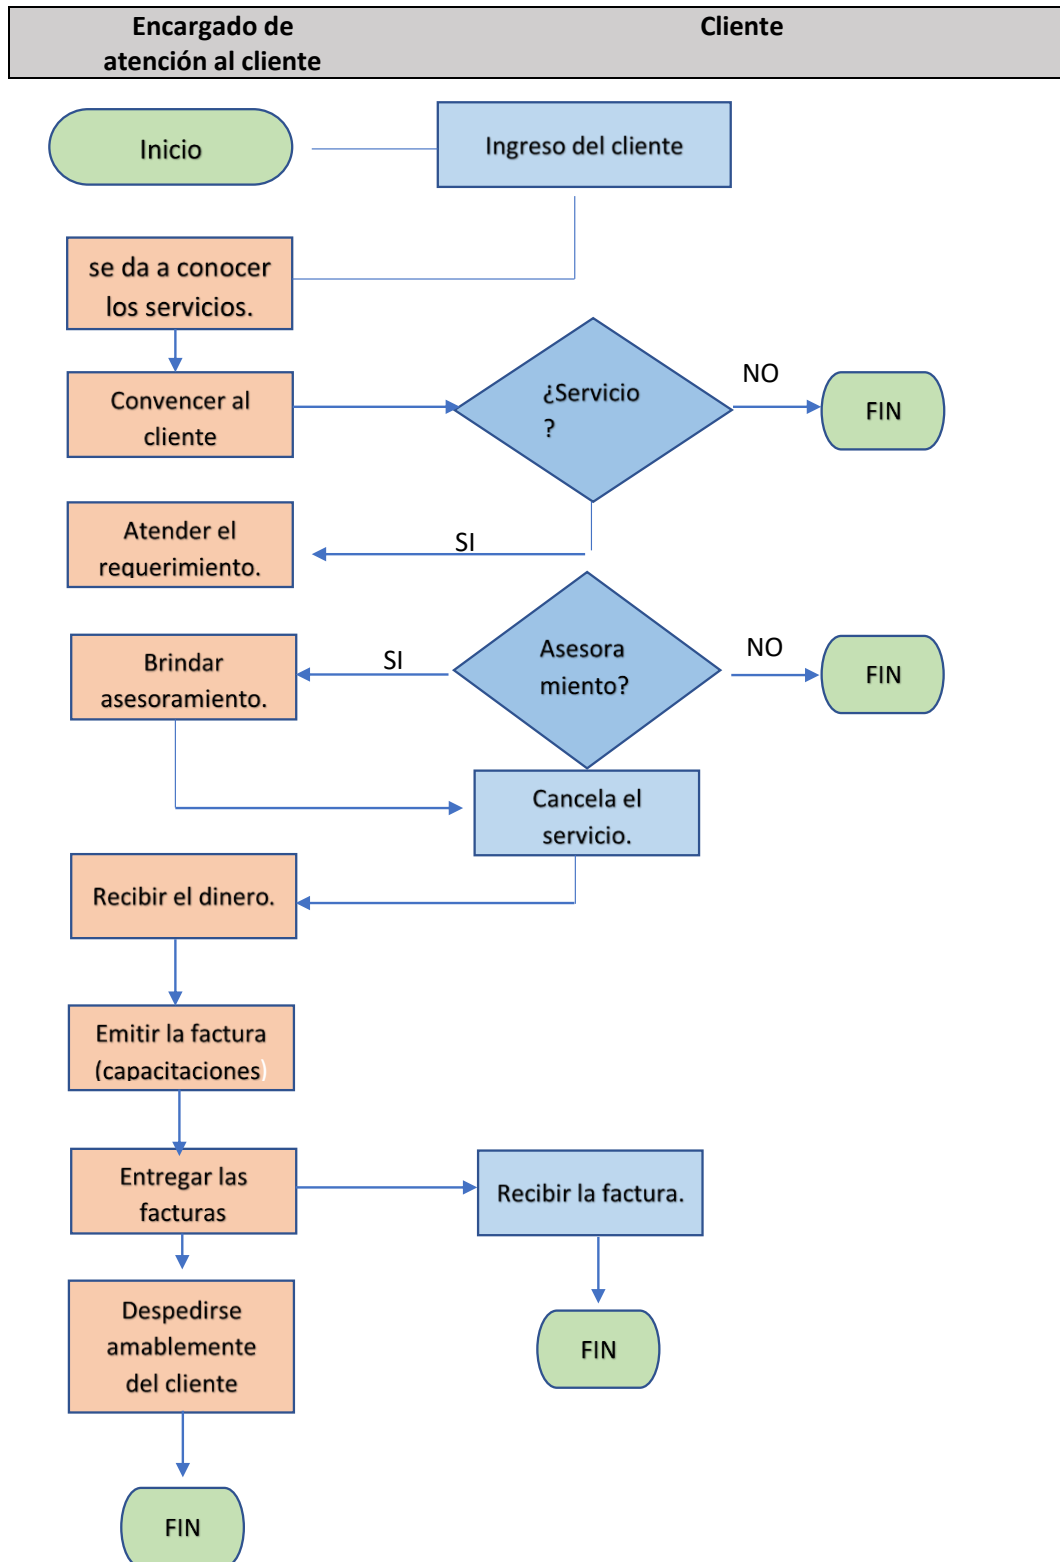 Encargado de
atención al cliente
Cliente
Inicio
Ingreso del cliente
se da a conocer
los servicios.
Convencer al
cliente
¿Servicio
?
NO
FIN
Atender el
requerimiento.
SI
Brindar
asesoramiento.
SI
Asesora
miento?
NO
FIN
Cancela el
servicio.
Recibir el dinero.
Emitir la factura
(capacitaciones)
Entregar las
facturas
Recibir la factura.
Despedirse
amablemente
del cliente
FIN
FIN